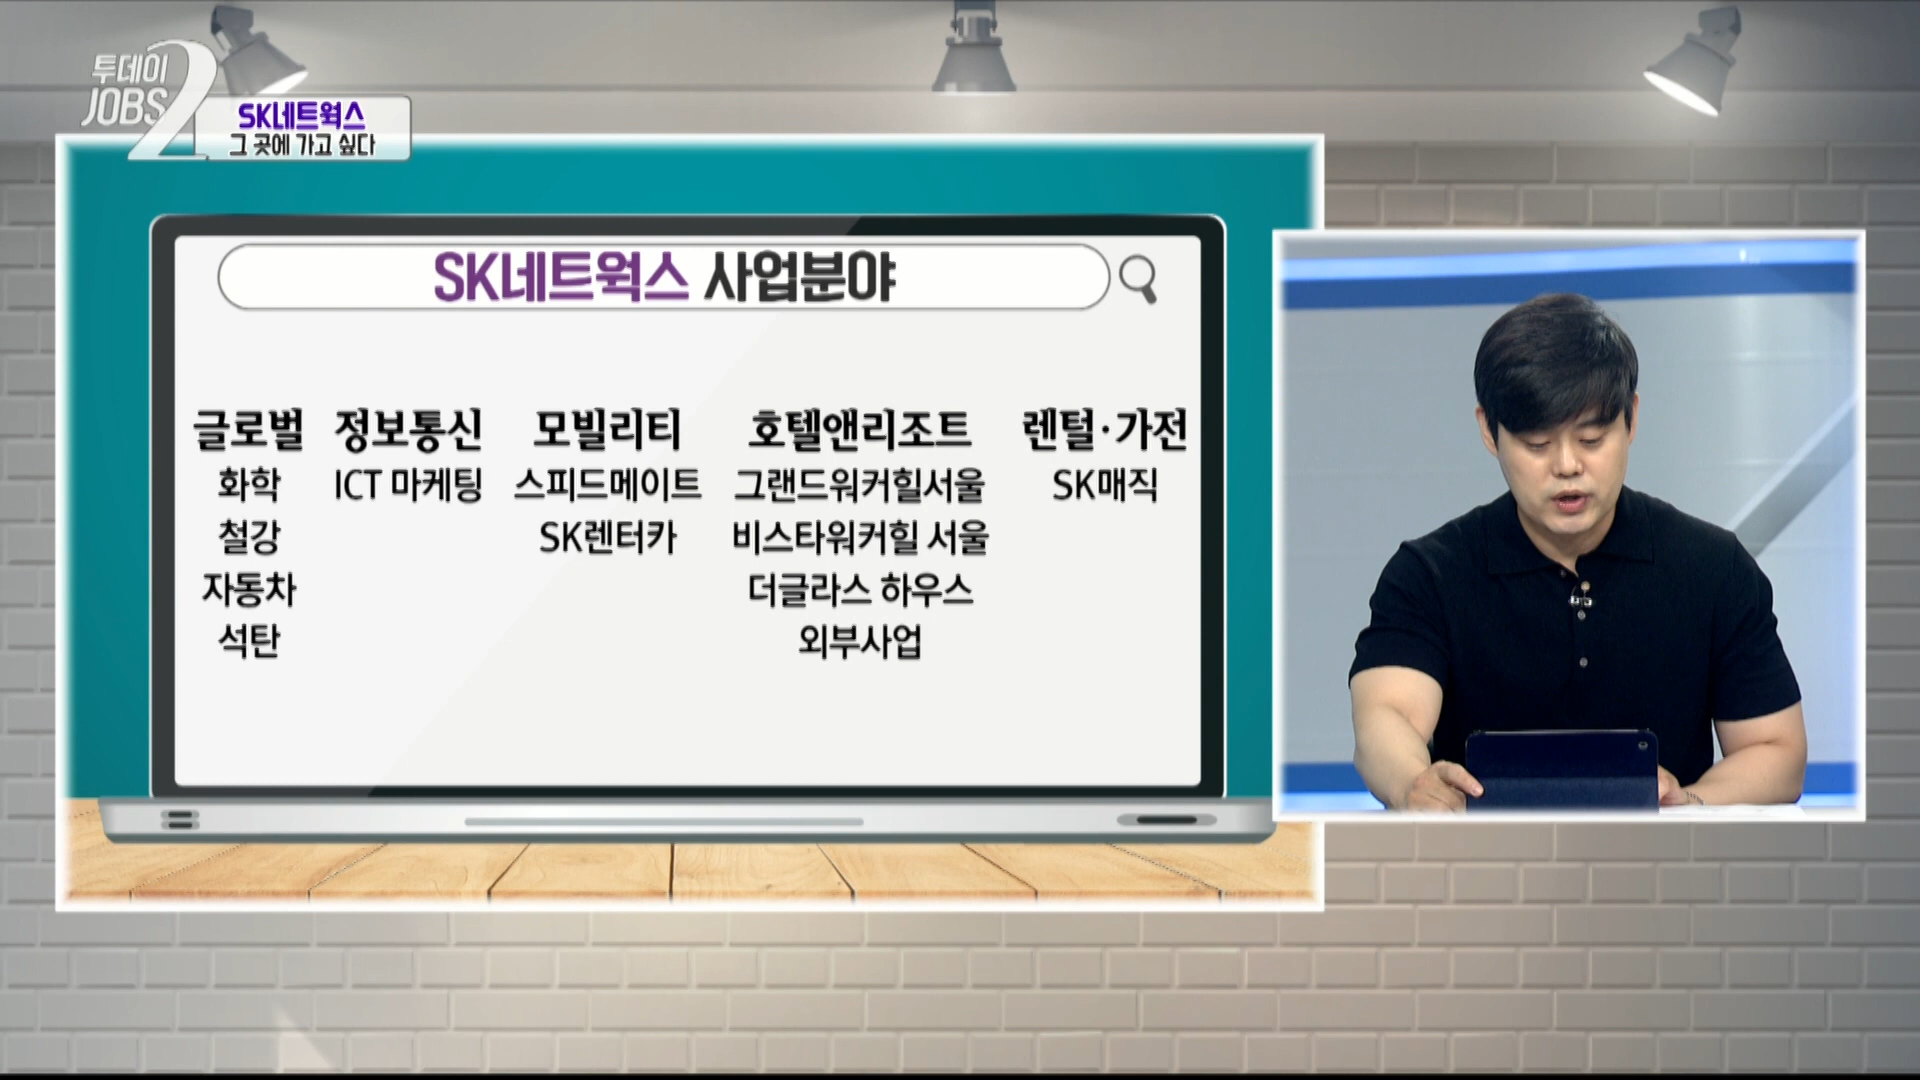 투데이
JOBS 2
SK네트웍스
그 곳에 가고 싶다
SK네트웍스 사업분야
글로벌 정보통신 모빌리티 호텔앤리조트 렌털·가전
화학 ICT 마케팅 스피드메이트 그랜드워커힐서울 SK매직
철강 SK렌터카 비스타워커힐 서울
자동차 더글라스 하우스
석탄 외부사업